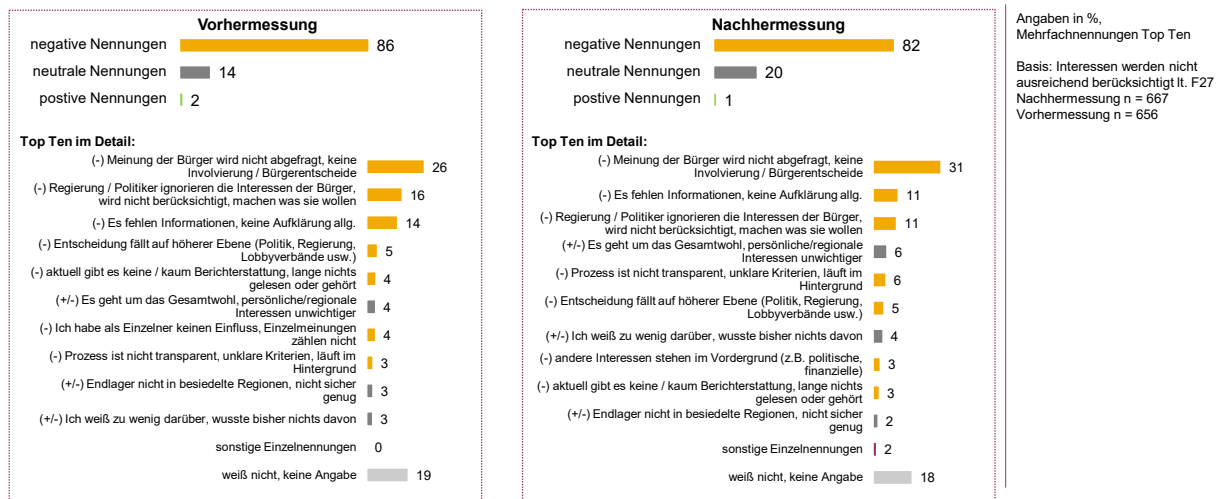 Vorhermessung
negative Nennungen 86
neutrale Nennungen 14
postive Nennungen 2
Top Ten im Detail:
(-) Meinung der Bürger wird nicht abgefragt, keine
Involvierung / Bürgerentscheide 26
(-) Regierung / Politiker ignorieren die Interessen der Bürger,
wird nicht berücksichtigt, machen was sie wollen 16
(-) Es fehlen Informationen, keine Aufklärung allg. 14
(-) Entscheidung fällt auf höherer Ebene (Politik, Regierung,
Lobbyverbände usw.) 5
(-) aktuell gibt es keine / kaum Berichterstattung, lange nichts
gelesen oder gehört 4
(+/-) Es geht um das Gesamtwohl, persönliche/regionale
Interessen unwichtiger 4
(-) Ich habe als Einzelner keinen Einfluss, Einzelmeinungen
zählen nicht 4
(-) Prozess ist nicht transparent, unklare Kriterien, läuft im
Hintergrund 3
(+/-) Endlager nicht in besiedelte Regionen, nicht sicher
genug 3
(+/-) Ich weiß zu wenig darüber, wusste bisher nichts davon 3
sonstige Einzelnennungen 0
weiß nicht, keine Angabe 19
Nachhermessung
negative Nennungen 82
neutrale Nennungen 20
postive Nennungen 1
Top Ten im Detail:
(-) Meinung der Bürger wird nicht abgefragt, keine
Involvierung / Bürgerentscheide 31
(-) Es fehlen Informationen, keine Aufklärung allg. 11
(-) Regierung / Politiker ignorieren die Interessen der Bürger,
wird nicht berücksichtigt, machen was sie wollen 11
(+/-) Es geht um das Gesamtwohl, persönliche/regionale
Interessen unwichtiger 6
(-) Prozess ist nicht transparent, unklare Kriterien, läuft im
Hintergrund 6
(-) Entscheidung fällt auf höherer Ebene (Politik, Regierung,
Lobbyverbände usw.) 5
(+/-) Ich weiß zu wenig darüber, wusste bisher nichts davon 4
(-) andere Interessen stehen im Vordergrund (z.B. politische,
finanzielle) 3
(-) aktuell gibt es keine / kaum Berichterstattung, lange nichts
gelesen oder gehört 3
(+/-) Endlager nicht in besiedelte Regionen, nicht sicher
genug 2
sonstige Einzelnennungen 2
weiß nicht, keine Angabe 18
Angaben in %,
Mehrfachnennungen Top Ten
Basis: Interessen werden nicht
ausreichend berücksichtigt lt. F27
Nachhermessung n = 667
Vorhermessung n = 656